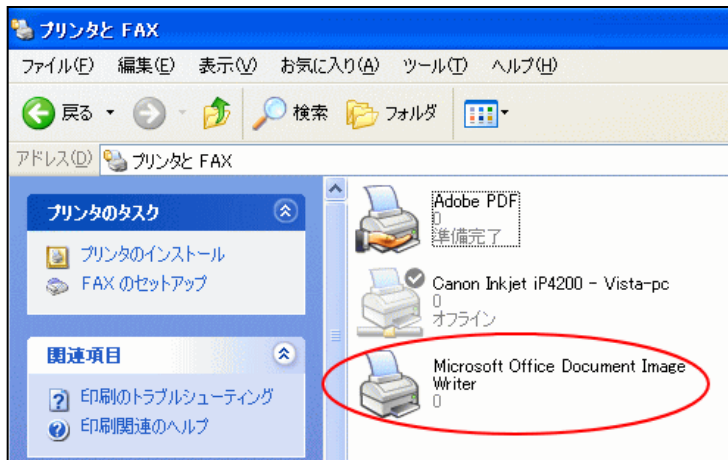 プリンタと FAX
ファイル(F) 編集(E) 表示(V) お気に入り(A) ツール(T) ヘルプ(H)
戻る 検索 フォルダ
アドレス(D) プリンタと FAX
プリンタのタスク
プリンタのインストール
FAX のセットアップ
関連項目
印刷のトラブルシューティング
印刷関連のヘルプ
Adobe PDF
0
準備完了
Canon Inkjet iP4200 - Vista-pc
0
オフライン
Microsoft Office Document Image
Writer
0